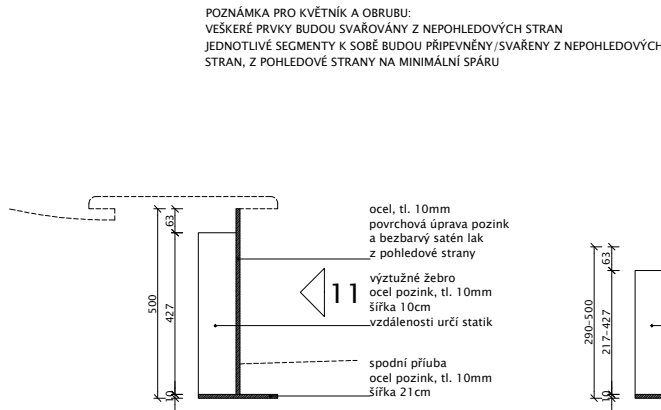 POZNÁMKA PRO KVĚTNÍK A OBRUBU:
VEŠKERÉ PRVKY BUDOU SVAŘOVÁNY Z NEPOHLEDOVÝCH STRAN
JEDNOTLIVÉ SEGMENTY K SOBĚ BUDOU PŘIPEVNĚNY/SVAŘENY Z NEPOHLEDOVÝCH
STRAN, Z POHLEDOVÉ STRANY NA MINIMÁLNÍ SPÁRU
500
63
427
10
ocel, tl. 10mm
povrchová úprava pozink
a bezbarvý satén lak
z pohledové strany
11
výztužné žebro
ocel pozink, tl. 10mm
šířka 10cm
vzdálenosti určí statik
spodní příuba
ocel pozink, tl. 10mm
šířka 21cm
290-500
63
217-427
10